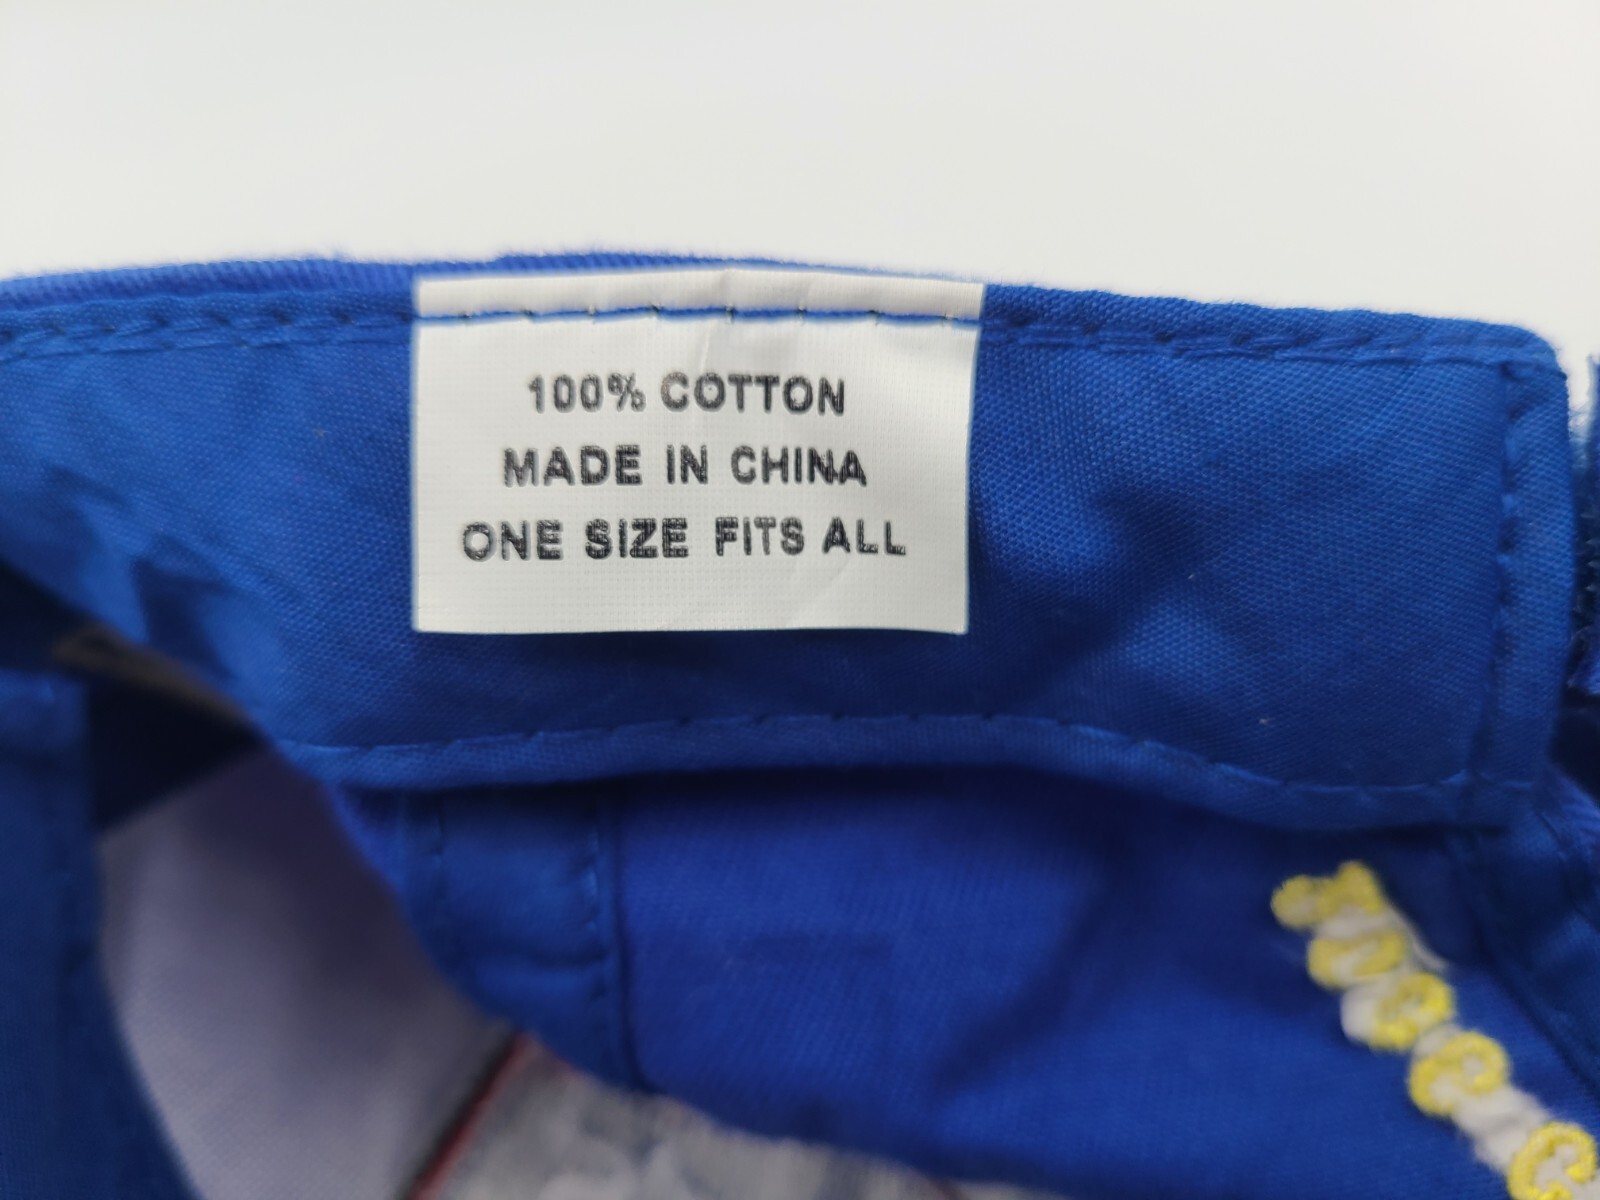 100% COTTON
MADE IN CHINA
ONE SIZE FITS ALL